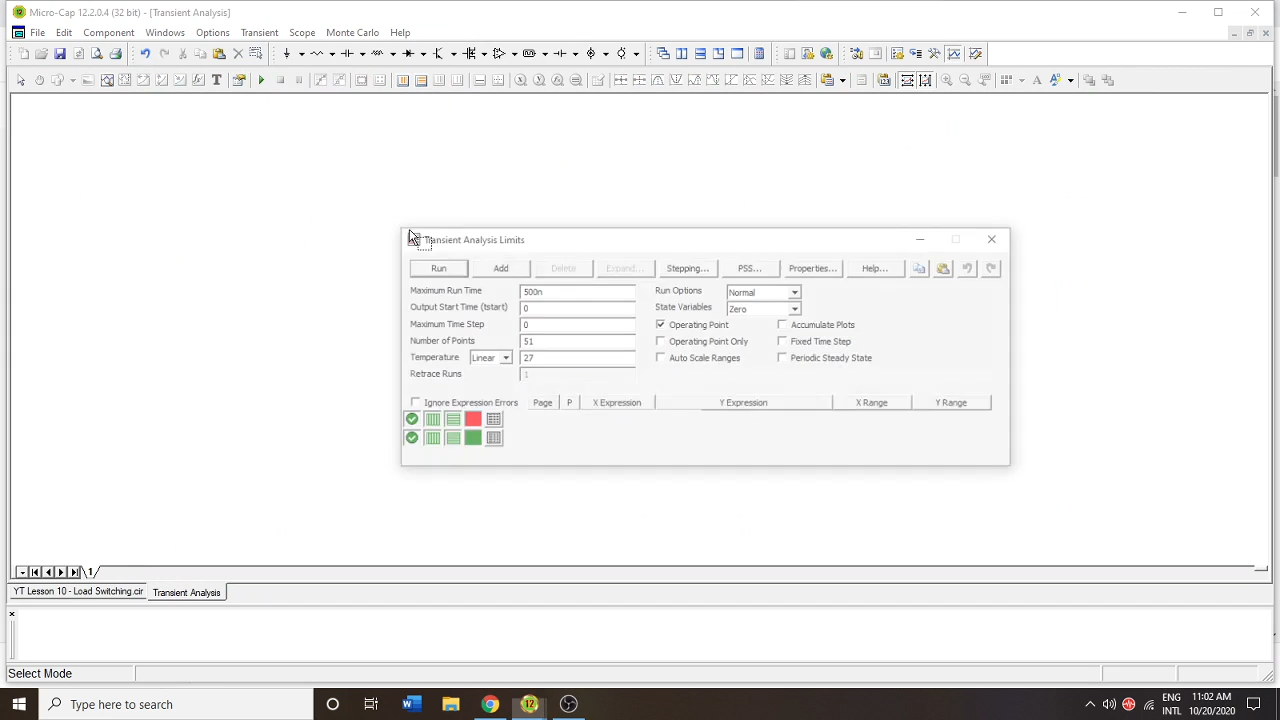 Micro-Cap 12.2.0.4 (32 bit) - [Transient Analysis]
File Edit Component Windows Options Transient Scope Monte Carlo Help
Transient Analysis Limits
Run Add Delete Expand... Stepping... PSS... Properties... Help...
Maximum Run Time 500n Run Options Normal
Output Start Time (tstart) 0 State Variables Zero
Maximum Time Step 0 Operating Point Accumulate Plots
Number of Points 51 Operating Point Only Fixed Time Step
Temperature Linear 27 Auto Scale Ranges Periodic Steady State
Retrace Runs 1
Ignore Expression Errors Page P X Expression Y Expression X Range Y Range
1
YT Lesson 10 - Load Switching.cir Transient Analysis
Select Mode
Type here to search
ENG 11:02 AM
INTL 10/20/2020